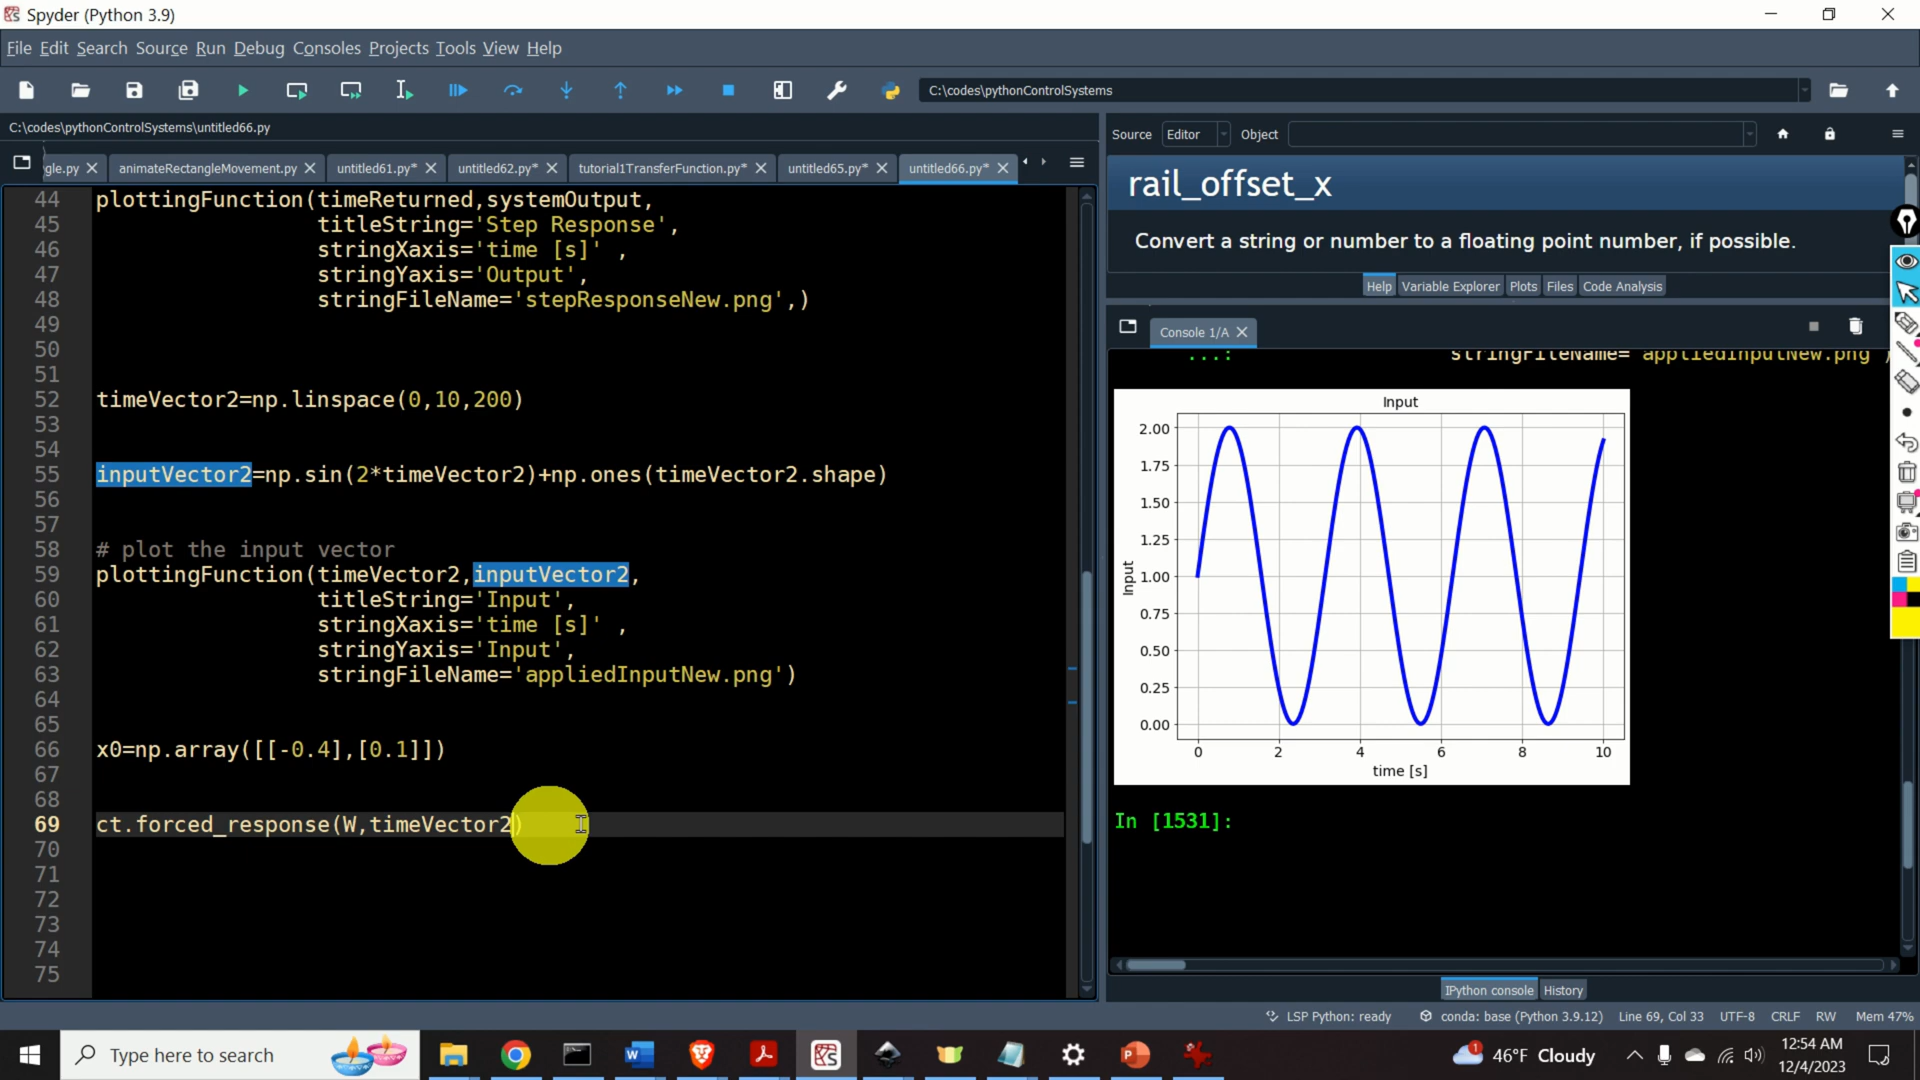 Spyder (Python 3.9)
File Edit Search Source Run Debug Consoles Projects Tools View Help
C:\codes\pythonControlSystems
C:\codes\pythonControlSystems\untitled66.py
gle.py animateRectangleMovement.py untitled61.py* untitled62.py* tutorial1TransferFunction.py* untitled65.py* untitled66.py*
44 plottingFunction(timeReturned,systemOutput,
45 titleString='Step Response',
46 stringXaxis='time [s]' ,
47 stringYaxis='Output',
48 stringFileName='stepResponseNew.png',)
49
50
51
52 timeVector2=np.linspace(0,10,200)
53
54
55 inputVector2=np.sin(2*timeVector2)+np.ones(timeVector2.shape)
56
57
58 # plot the input vector
59 plottingFunction(timeVector2,inputVector2,
60 titleString='Input',
61 stringXaxis='time [s]' ,
62 stringYaxis='Input',
63 stringFileName='appliedInputNew.png')
64
65
66 x0=np.array([[-0.4],[0.1]])
67
68
69 ct.forced_response(W,timeVector2)
70
71
72
73
74
75
Source Editor Object
rail_offset_x
Convert a string or number to a floating point number, if possible.
Help Variable Explorer Plots Files Code Analysis
Console 1/A
...: stringFileName='appliedInputNew.png')
Input
2.00
1.75
1.50
1.25
1.00
0.75
0.50
0.25
0.00
Input
0 2 4 6 8 10
time [s]
In [1531]:
IPython console History
LSP Python: ready conda: base (Python 3.9.12) Line 69, Col 33 UTF-8 CRLF RW Mem 47%
Type here to search
1 46°F Cloudy
12:54 AM
12/4/2023